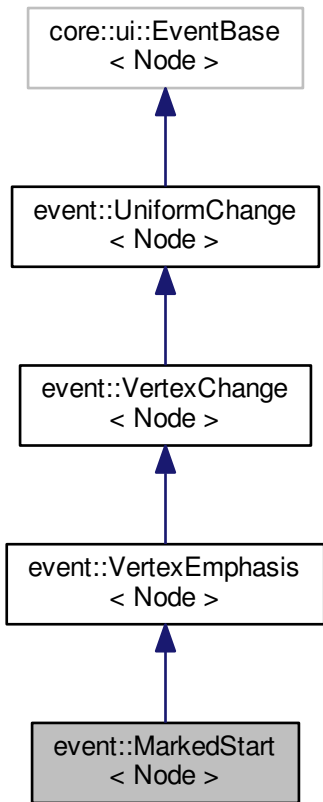 core::ui::EventBase
< Node >
event::UniformChange
< Node >
event::VertexChange
< Node >
event::VertexEmphasis
< Node >
event::MarkedStart
< Node >